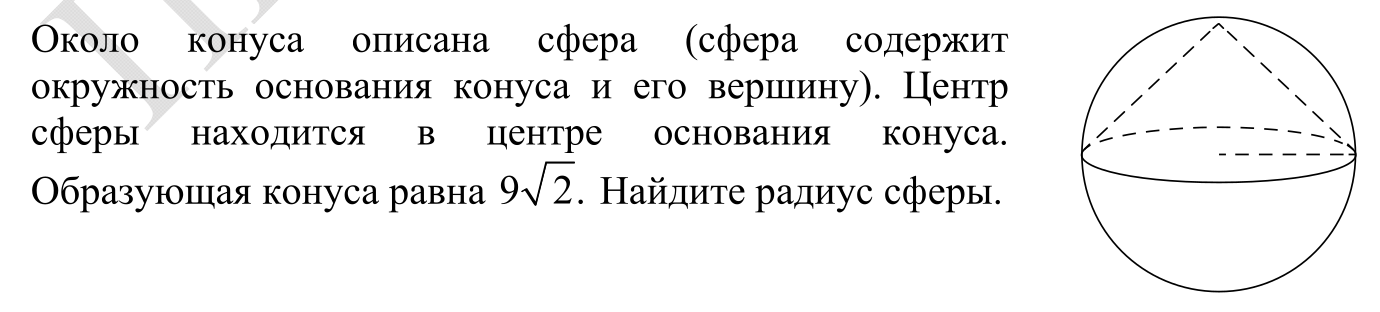 Около конуса описана сфера (сфера содержит
окружность основания конуса и его вершину). Центр
сферы находится в центре основания конуса.
Образующая конуса равна 9√2. Найдите радиус сферы.